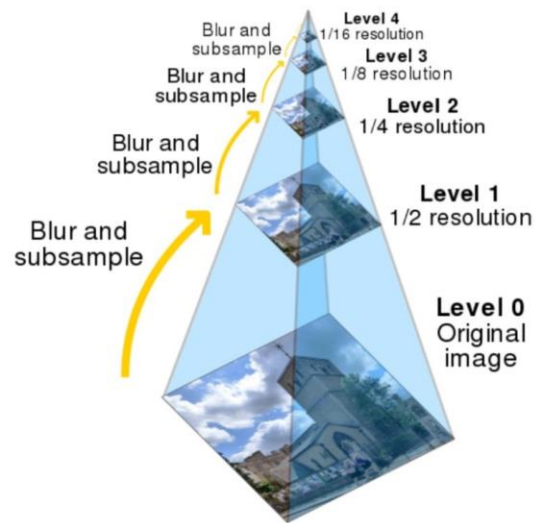 Level 4
1/16 resolution
Blur and
subsample
Level 3
1/8 resolution
Blur and
subsample
Level 2
1/4 resolution
Blur and
subsample
Level 1
1/2 resolution
Blur and
subsample
Level 0
Original
image